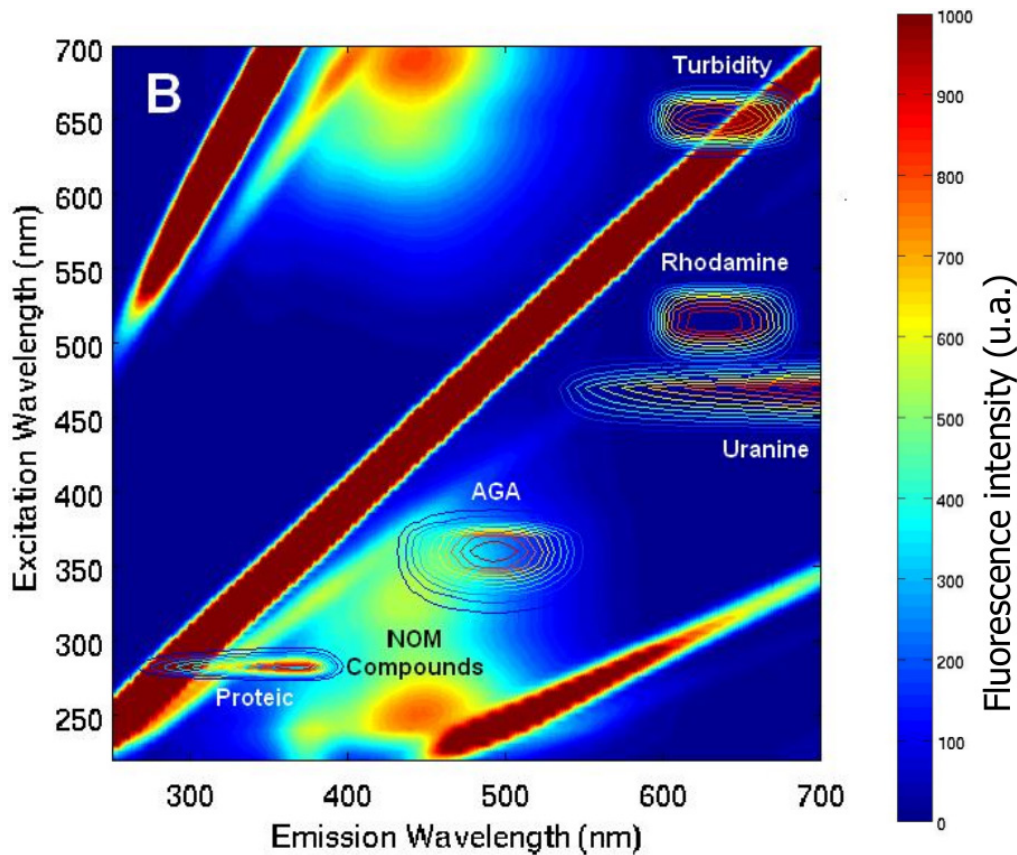 B
Turbidity
Rhodamine
Uranine
AGA
NOM
Compounds
Proteic
Excitation Wavelength (nm)
700
650
600
550
500
450
400
350
300
250
300
400
500
600
700
Emission Wavelength (nm)
1000
900
800
700
600
500
400
300
200
100
0
Fluorescence intensity (u.a.)